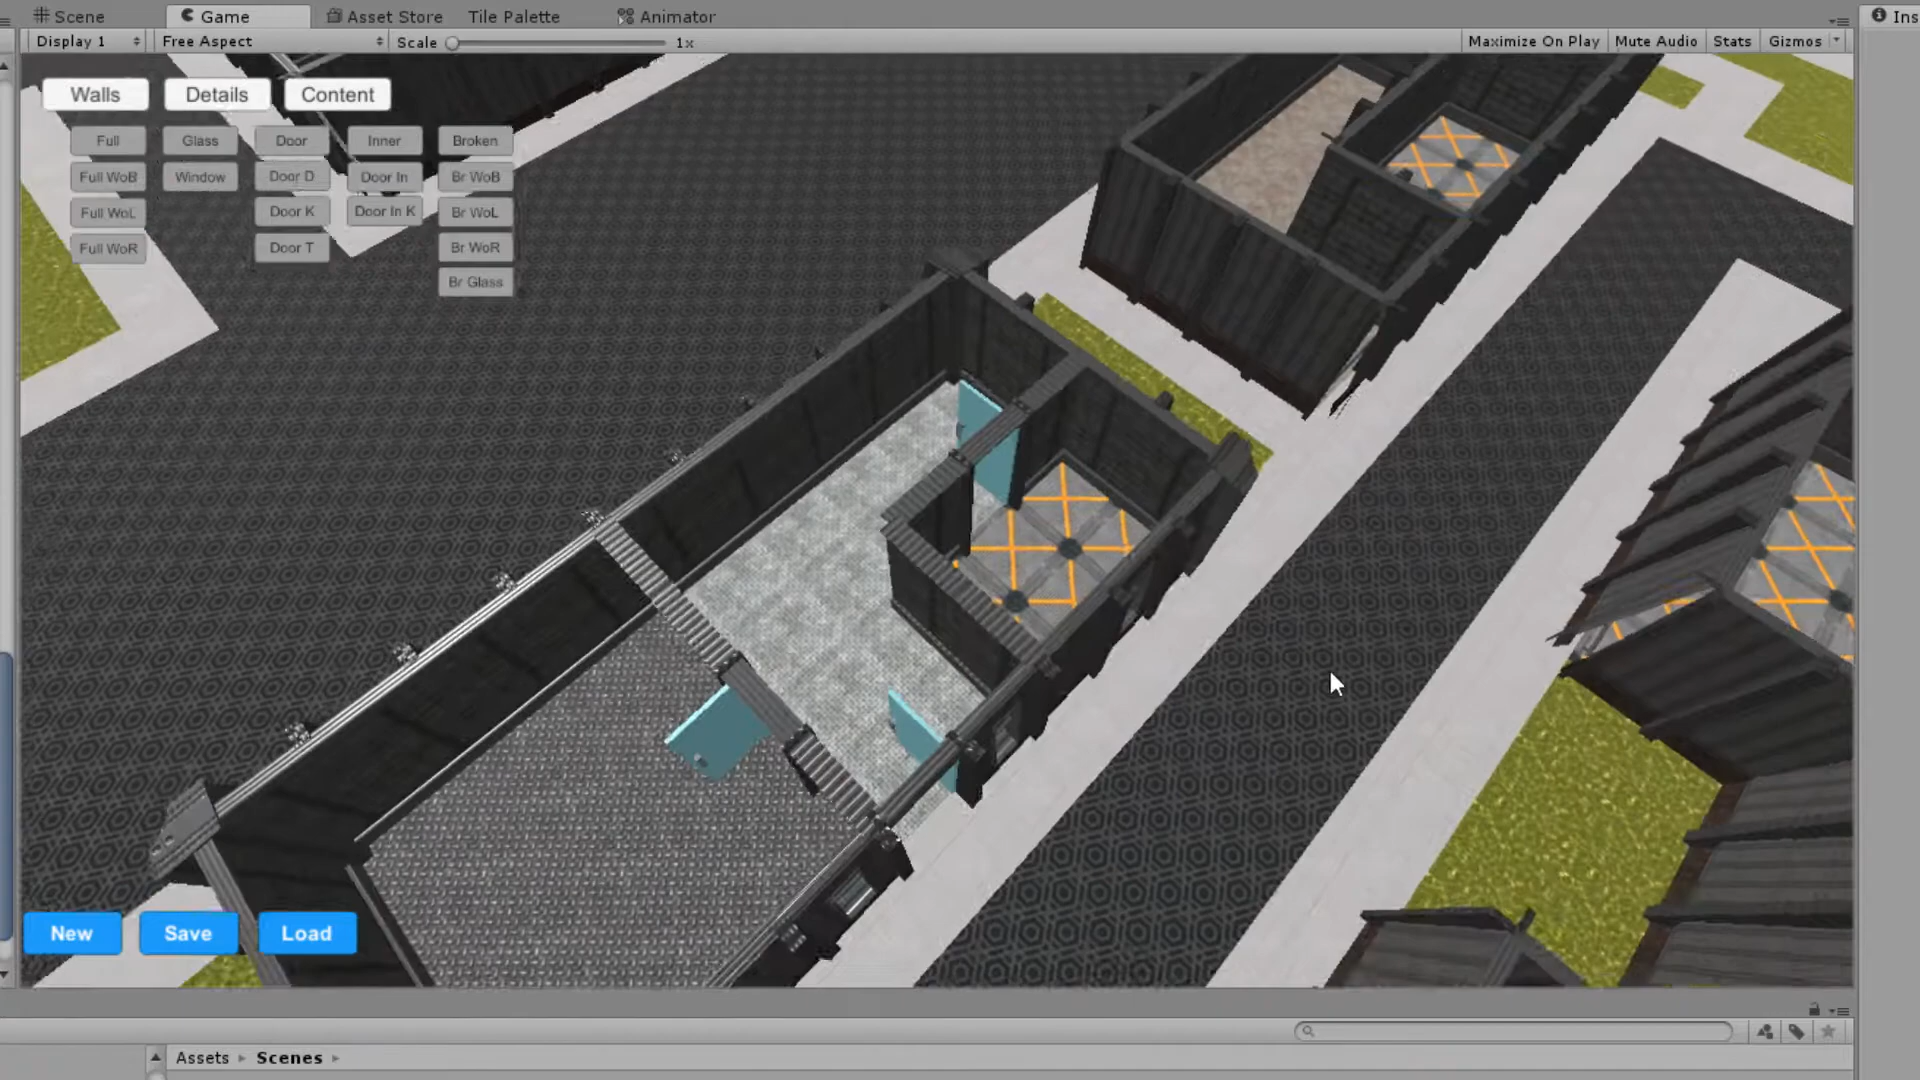 Scene Game Asset Store Tile Palette Animator Ins
Display 1 Free Aspect Scale 1x Maximize On Play Mute Audio Stats Gizmos
Walls Details Content
Full Glass Door Inner Broken
Full WoB Window Door D Door In Br WoB
Full WoL Door K Door In K Br WoL
Full WoR Door T Br WoR
Br Glass
New Save Load
Assets Scenes